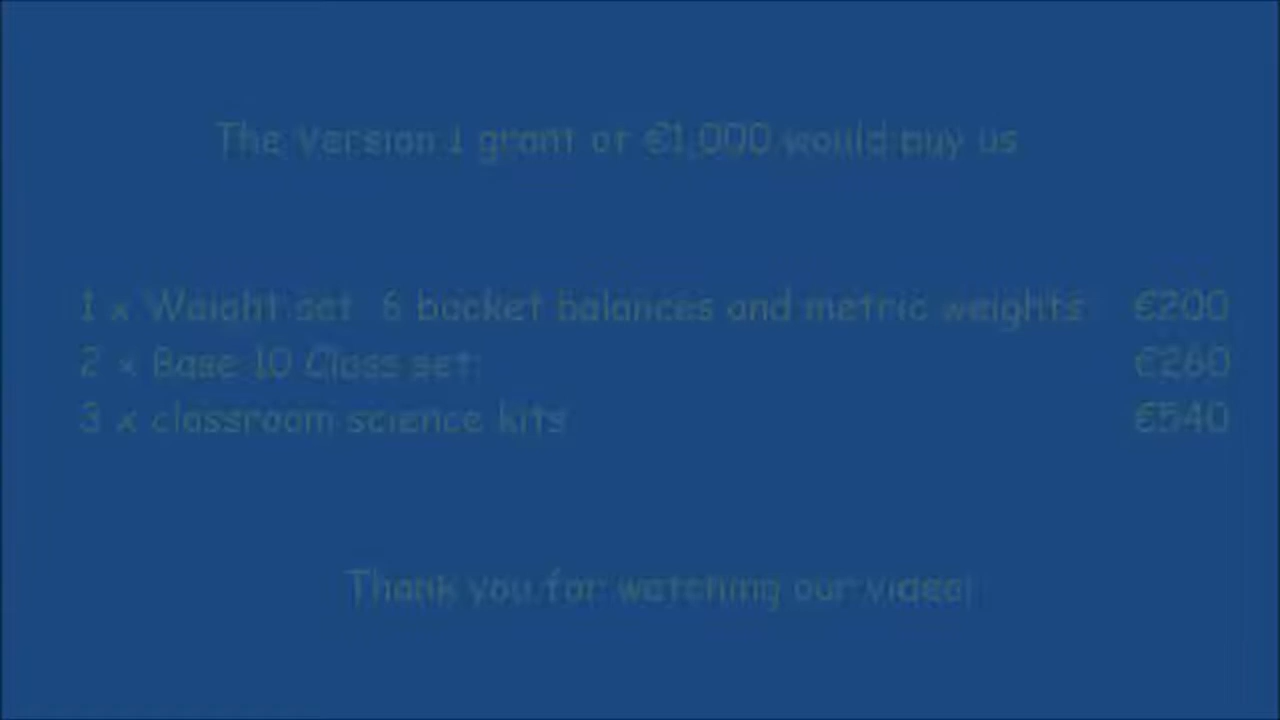 The Version 1 grant of €1,000 would buy us
1 x Weight set: 6 bucket balances and metric weights: €200
2 x Base 10 Class set: €260
3 x classroom science kits €540
Thank you for watching our video!